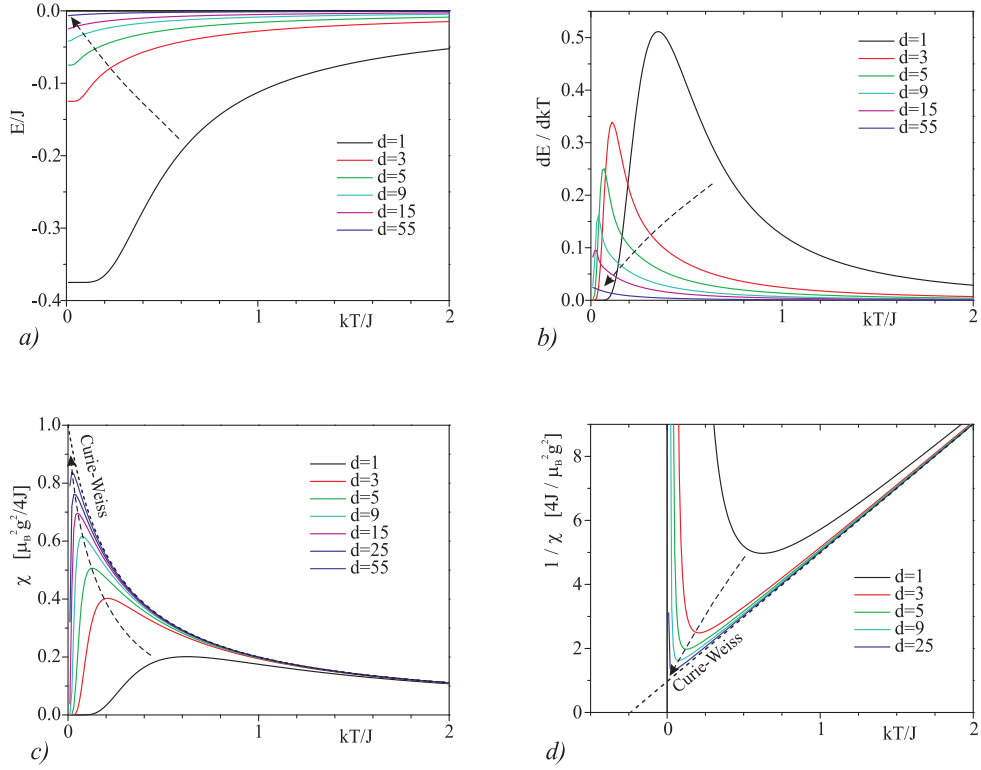 0.0
-0.1
-0.2
-0.3
-0.4
E/J
d=1
d=3
d=5
d=9
d=15
d=55
0 1 2
kT/J
a)
0.5
0.4
0.3
0.2
0.1
0.0
dE / dkT
d=1
d=3
d=5
d=9
d=15
d=55
0 1 2
kT/J
b)
1.0
0.8
0.6
0.4
0.2
0.0
χ [μ_B²g²/4J]
Curie-Weiss
d=1
d=3
d=5
d=9
d=15
d=25
d=55
0 1 2
kT/J
c)
8
6
4
2
0
1 / χ [4J / μ_B²g²]
Curie-Weiss
d=1
d=3
d=5
d=9
d=25
0 1 2
kT/J
d)